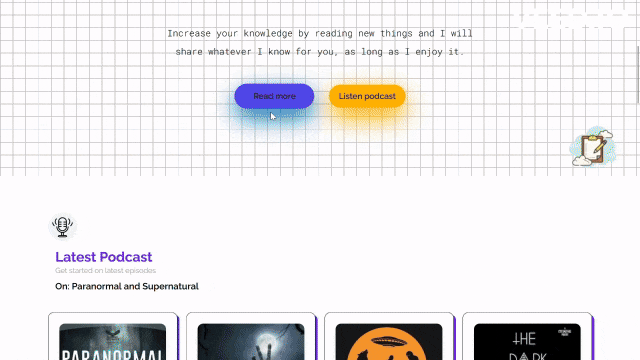 Increase your knowledge by reading new things and I will
share whatever I know for you, as long as I enjoy it.
Read more
Listen podcast
Latest Podcast
Get started on latest episodes
On: Paranormal and Supernatural
PARANORMAL
THE
DARK